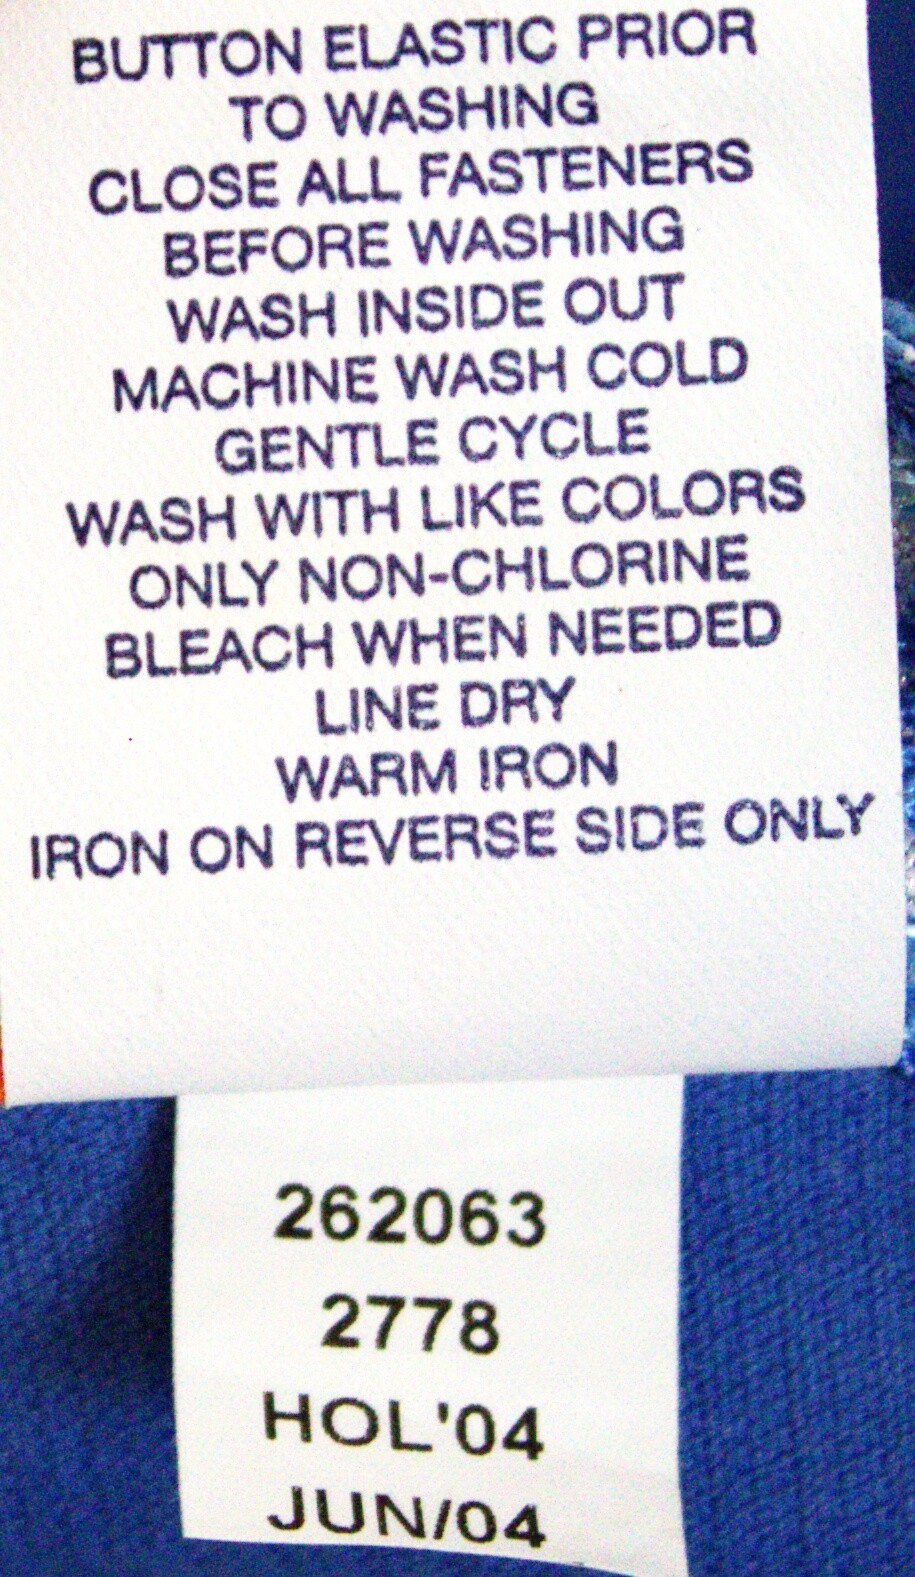 BUTTON ELASTIC PRIOR
TO WASHING
CLOSE ALL FASTENERS
BEFORE WASHING
WASH INSIDE OUT
MACHINE WASH COLD
GENTLE CYCLE
WASH WITH LIKE COLORS
ONLY NON-CHLORINE
BLEACH WHEN NEEDED
LINE DRY
WARM IRON
IRON ON REVERSE SIDE ONLY
262063
2778
HOL'04
JUN/04